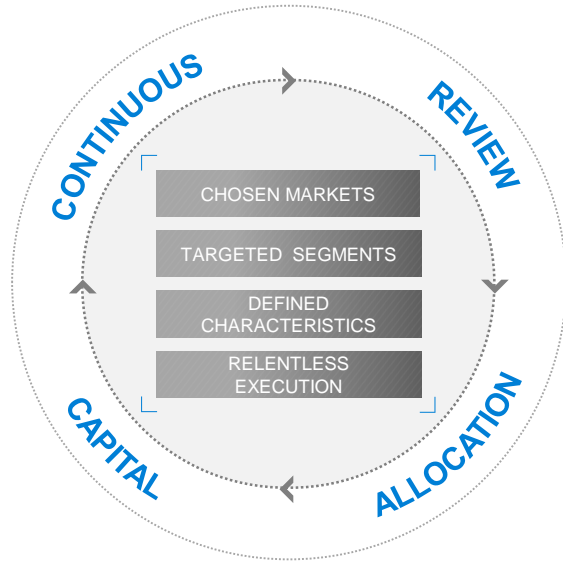 CONTINUOUS
REVIEW
CHOSEN MARKETS
TARGETED SEGMENTS
DEFINED
CHARACTERISTICS
RELENTLESS
EXECUTION
CAPITAL
ALLOCATION